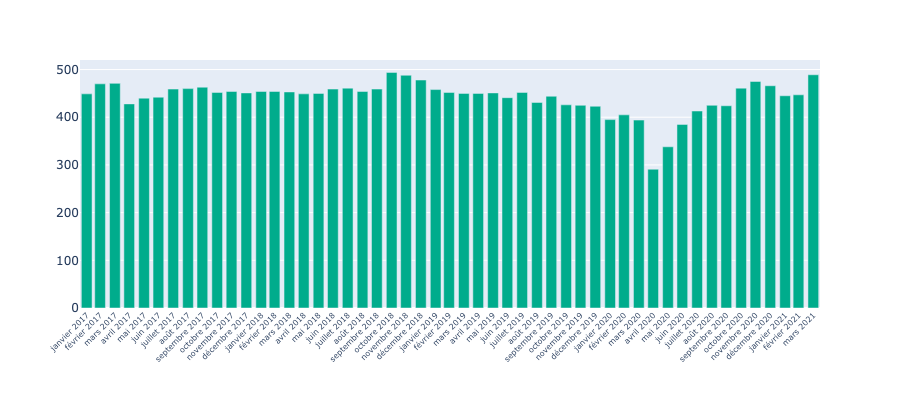 500
400
300
200
100
0
janvier 2017
février 2017
mars 2017
avril 2017
mai 2017
juin 2017
juillet 2017
août 2017
septembre 2017
octobre 2017
novembre 2017
décembre 2017
janvier 2018
février 2018
mars 2018
avril 2018
mai 2018
juin 2018
juillet 2018
août 2018
septembre 2018
octobre 2018
novembre 2018
décembre 2018
janvier 2019
février 2019
mars 2019
avril 2019
mai 2019
juin 2019
juillet 2019
août 2019
septembre 2019
octobre 2019
novembre 2019
décembre 2019
janvier 2020
février 2020
mars 2020
avril 2020
mai 2020
juin 2020
juillet 2020
août 2020
septembre 2020
octobre 2020
novembre 2020
décembre 2020
janvier 2021
février 2021
mars 2021